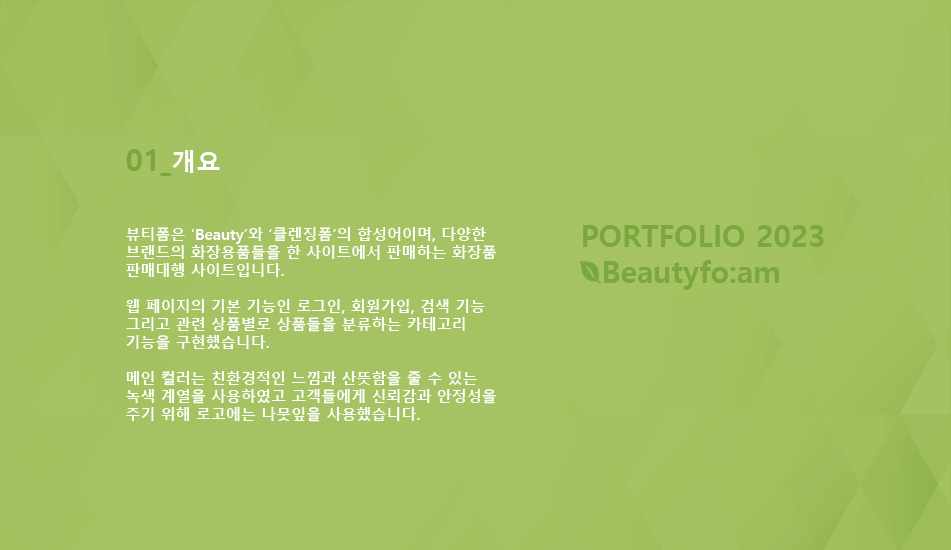 01_개요
뷰티폼은 ‘Beauty’와 ‘클렌징폼’의 합성어이며, 다양한
브랜드의 화장용품들을 한 사이트에서 판매하는 화장품
판매대행 사이트입니다.
웹 페이지의 기본 기능인 로그인, 회원가입, 검색 기능
그리고 관련 상품별로 상품들을 분류하는 카테고리
기능을 구현했습니다.
메인 컬러는 친환경적인 느낌과 산뜻함을 줄 수 있는
녹색 계열을 사용하였고 고객들에게 신뢰감과 안정성을
주기 위해 로고에는 나뭇잎을 사용했습니다.
PORTFOLIO 2023
Beautyfo:am